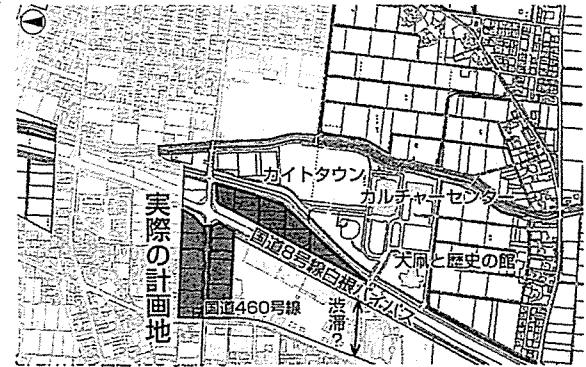 カイトタウン
カルチャーセンタ
大凧と歴史の館
国道8号線白根バイパス
実際の計画地
国道460号線
渋滞?